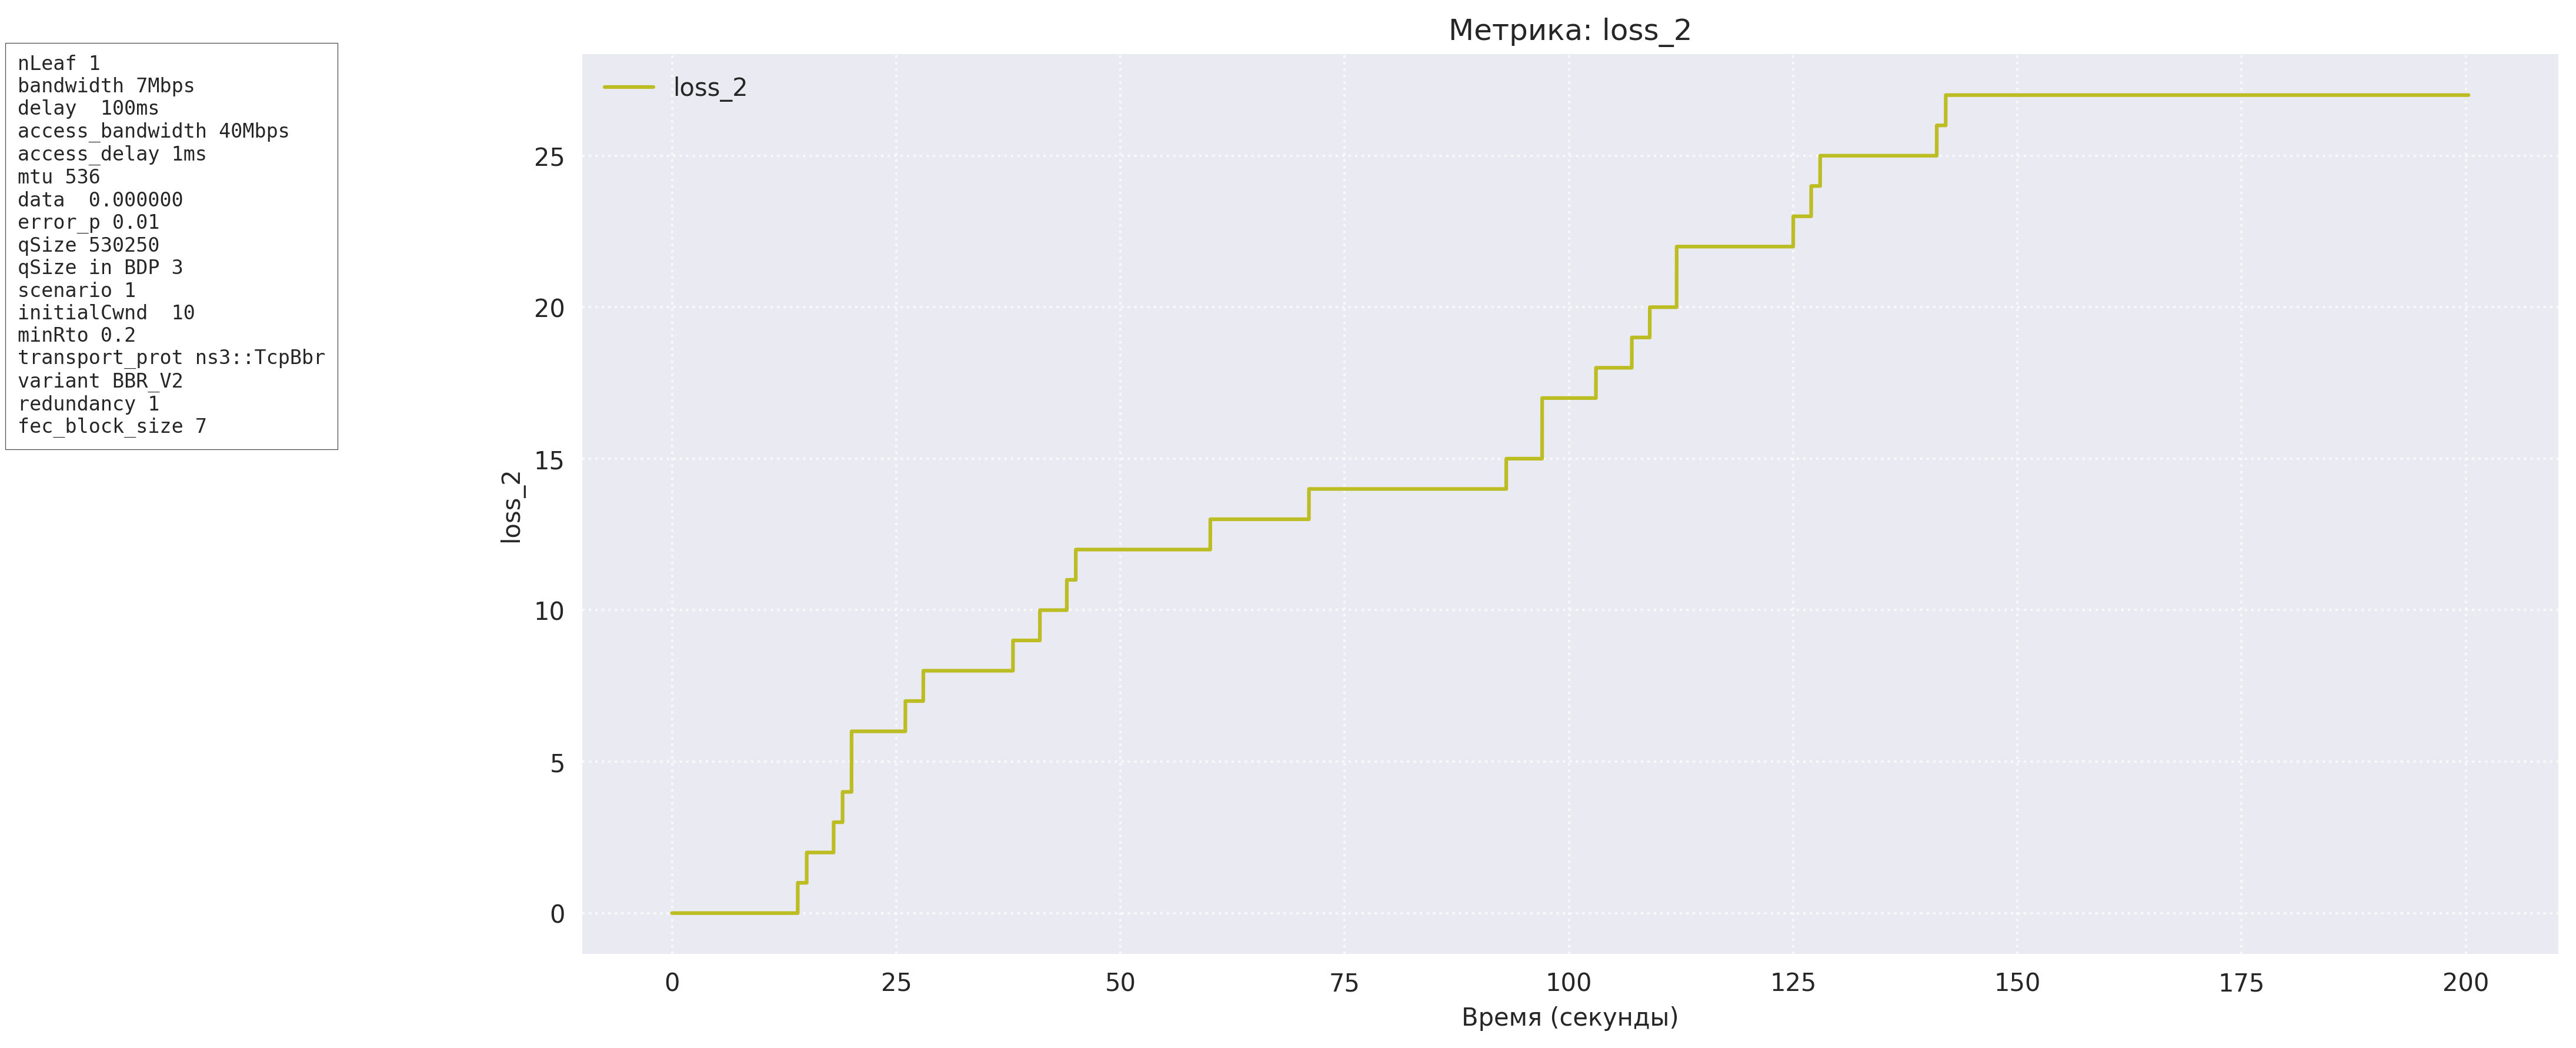 Метрика: loss_2
nLeaf 1
bandwidth 7Mbps
delay  100ms
access_bandwidth 40Mbps
access_delay 1ms
mtu 536
data  0.000000
error_p 0.01
qSize 530250
qSize in BDP 3
scenario 1
initialCwnd  10
minRto 0.2
transport_prot ns3::TcpBbr
variant BBR_V2
redundancy 1
fec_block_size 7
loss_2
loss_2
25
20
15
10
5
0
0 25 50 75 100 125 150 175 200
Время (секунды)